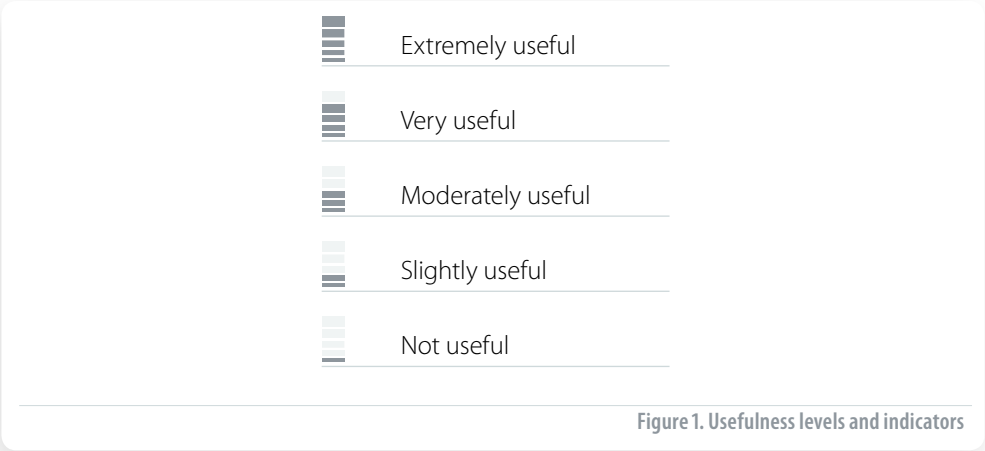 Extremely useful
Very useful
Moderately useful
Slightly useful
Not useful
Figure 1. Usefulness levels and indicators